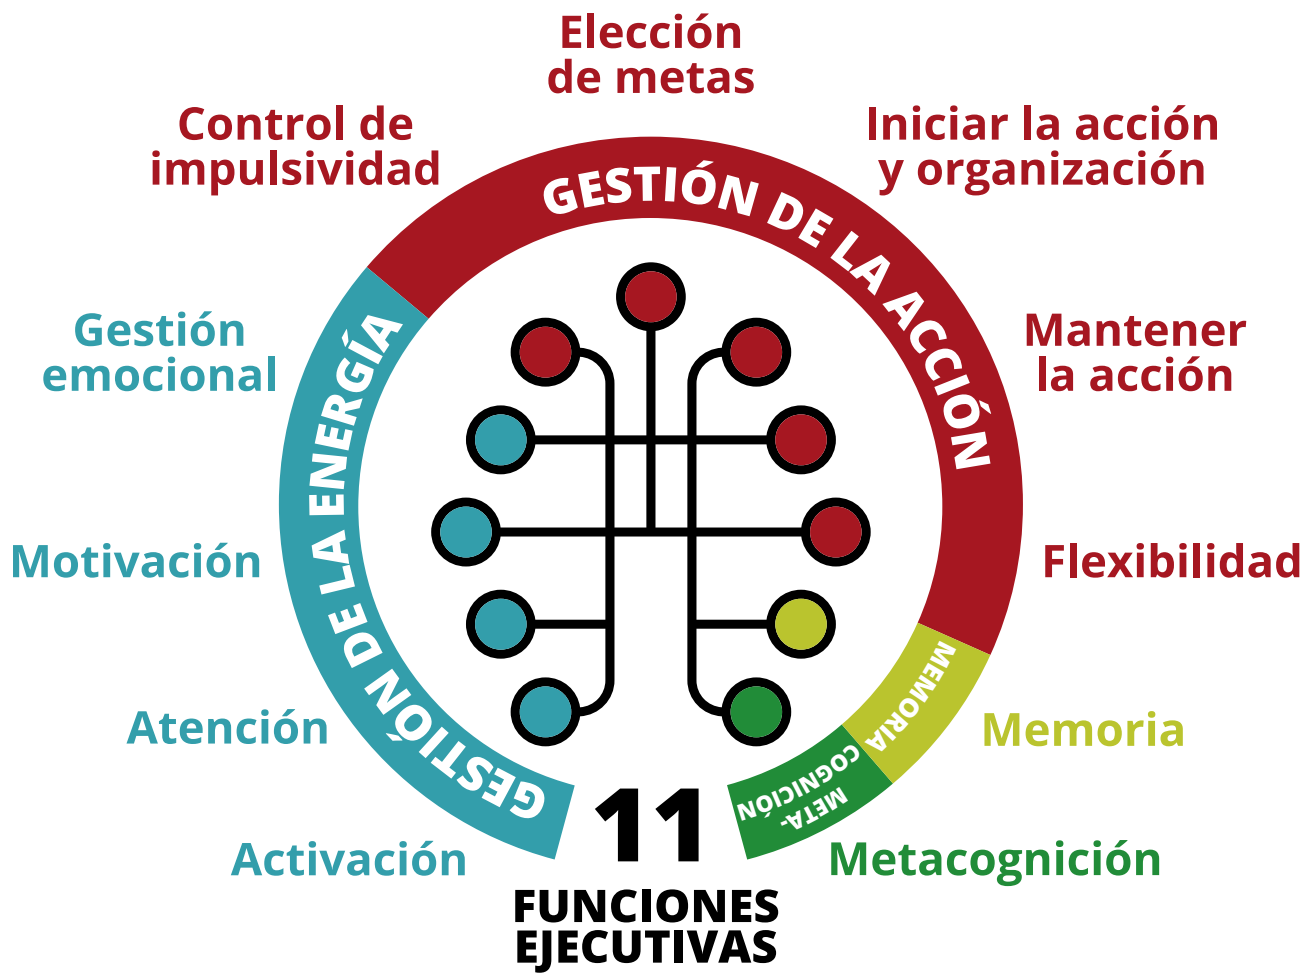 Elección
de metas
Control de
impulsividad
Iniciar la acción
y organización
GESTIÓN DE LA ACCIÓN
Gestión
emocional
Mantener
la acción
GESTIÓN DE LA ENERGÍA
Motivación
Flexibilidad
MEMORIA
Atención
Memoria
META-
COGNICIÓN
Activación
Metacognición
11
FUNCIONES
EJECUTIVAS